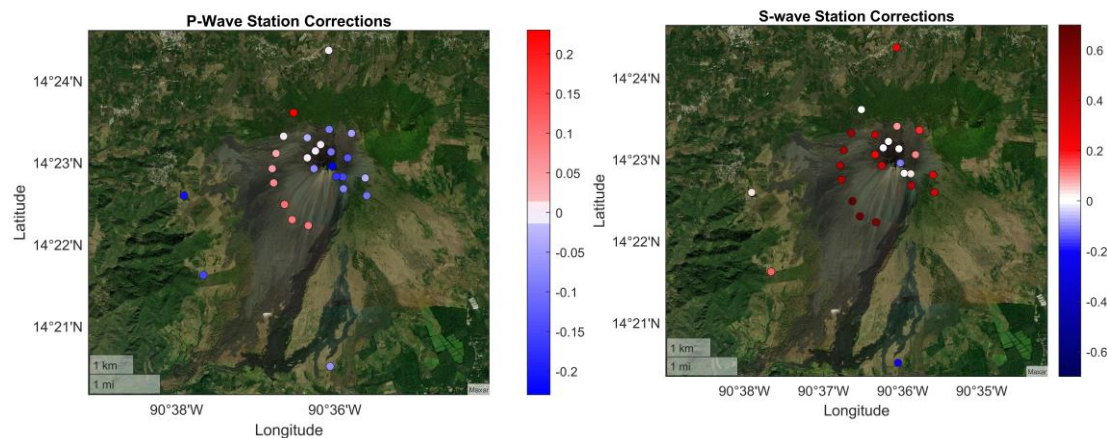 P-Wave Station Corrections
14°24'N
14°23'N
14°22'N
14°21'N
Latitude
90°38'W
90°36'W
Longitude
1 km
1 mi
Maxar
0.2
0.15
0.1
0.05
0
-0.05
-0.1
-0.15
-0.2
S-wave Station Corrections
14°24'N
14°23'N
14°22'N
14°21'N
Latitude
90°38'W
90°37'W
90°36'W
90°35'W
Longitude
1 km
1 mi
Maxar
0.6
0.4
0.2
0
-0.2
-0.4
-0.6